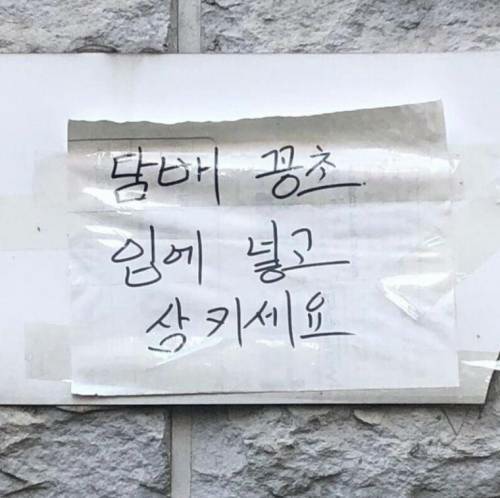 담배 꽁초
입에 넣고
삼키세요